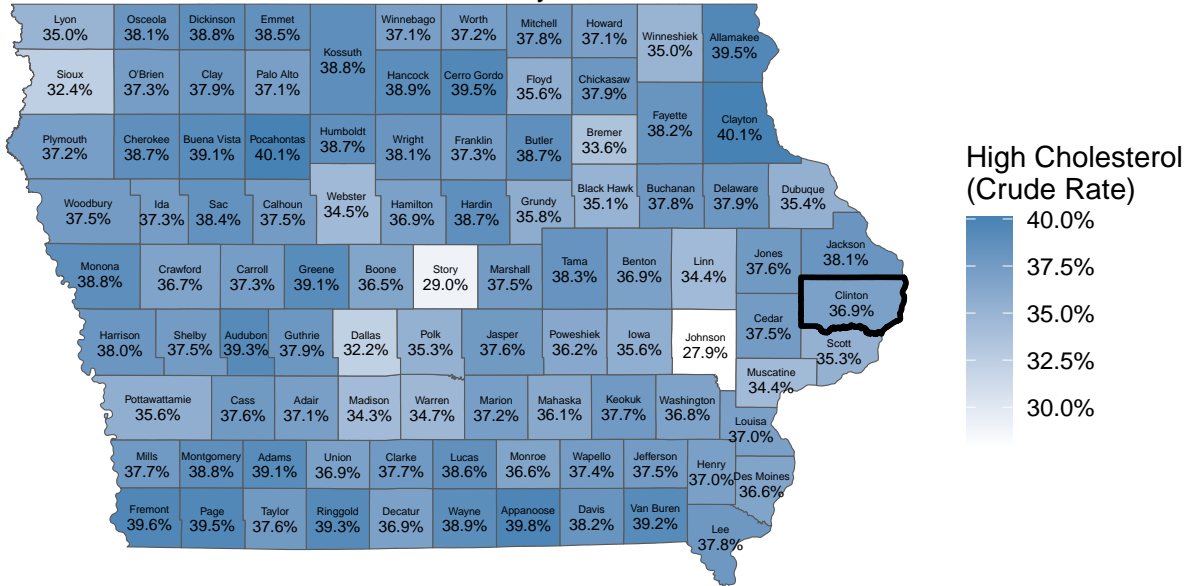 Lyon
35.0%
Osceola
38.1%
Dickinson
38.8%
Emmet
38.5%
Kossuth
38.8%
Winnebago
37.1%
Worth
37.2%
Mitchell
37.8%
Howard
37.1%
Winneshiek
35.0%
Allamakee
39.5%
Sioux
32.4%
O'Brien
37.3%
Clay
37.9%
Palo Alto
37.1%
Hancock
38.9%
Cerro Gordo
39.5%
Floyd
35.6%
Chickasaw
37.9%
Fayette
38.2%
Clayton
40.1%
Plymouth
37.2%
Cherokee
38.7%
Buena Vista
39.1%
Pocahontas
40.1%
Humboldt
38.7%
Wright
38.1%
Franklin
37.3%
Butler
38.7%
Bremer
33.6%
Woodbury
37.5%
Ida
37.3%
Sac
38.4%
Calhoun
37.5%
Webster
34.5%
Hamilton
36.9%
Hardin
38.7%
Grundy
35.8%
Black Hawk
35.1%
Buchanan
37.8%
Delaware
37.9%
Dubuque
35.4%
Monona
38.8%
Crawford
36.7%
Carroll
37.3%
Greene
39.1%
Boone
36.5%
Story
29.0%
Marshall
37.5%
Tama
38.3%
Benton
36.9%
Linn
34.4%
Jones
37.6%
Jackson
38.1%
Clinton
36.9%
Harrison
38.0%
Shelby
37.5%
Audubon
39.3%
Guthrie
37.9%
Dallas
32.2%
Polk
35.3%
Jasper
37.6%
Poweshiek
36.2%
Iowa
35.6%
Johnson
27.9%
Cedar
37.5%
Scott
35.3%
Muscatine
34.4%
Pottawattamie
35.6%
Cass
37.6%
Adair
37.1%
Madison
34.3%
Warren
34.7%
Marion
37.2%
Mahaska
36.1%
Keokuk
37.7%
Washington
36.8%
Louisa
37.0%
Mills
37.7%
Montgomery
38.8%
Adams
39.1%
Union
36.9%
Clarke
37.7%
Lucas
38.6%
Monroe
36.6%
Wapello
37.4%
Jefferson
37.5%
Henry
37.0%
Des Moines
36.6%
Fremont
39.6%
Page
39.5%
Taylor
37.6%
Ringgold
39.3%
Decatur
36.9%
Wayne
38.9%
Appanoose
39.8%
Davis
38.2%
Van Buren
39.2%
Lee
37.8%
High Cholesterol
(Crude Rate)
40.0%
37.5%
35.0%
32.5%
30.0%